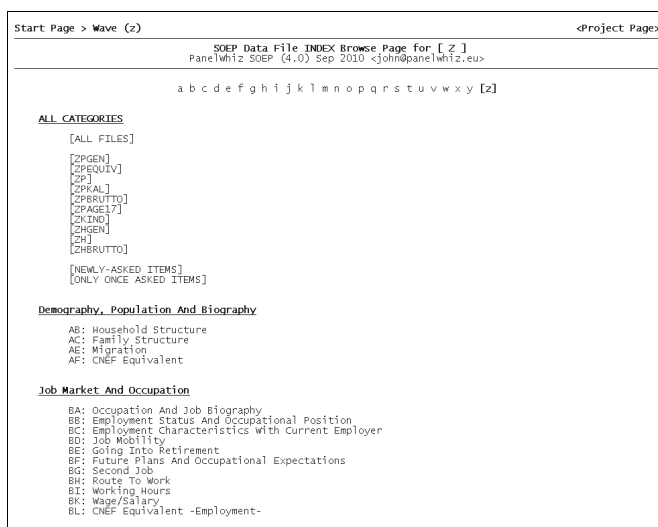 Start Page > Wave (z) <Project Page>
SOEP Data File INDEX Browse Page for [ Z ]
PanelWhiz SOEP (4.0) Sep 2010 <john@panelwhiz.eu>
a b c d e f g h i j k l m n o p q r s t u v w x y [z]
ALL CATEGORIES
[ALL FILES]
[ZPGEN]
[ZPEQUIV]
[ZP]
[ZPKAL]
[ZPBRUTTO]
[ZPAGE17]
[ZKIND]
[ZHGEN]
[ZH]
[ZHBRUTTO]
[NEWLY-ASKED ITEMS]
[ONLY ONCE ASKED ITEMS]
Demography, Population And Biography
AB: Household Structure
AC: Family Structure
AE: Migration
AF: CNEF Equivalent
Job Market And Occupation
BA: Occupation And Job Biography
BB: Employment Status And Occupational Position
BC: Employment Characteristics With Current Employer
BD: Job Mobility
BE: Going Into Retirement
BF: Future Plans And Occupational Expectations
BG: Second Job
BH: Route To Work
BI: Working Hours
BK: Wage/Salary
BL: CNEF Equivalent -Employment-